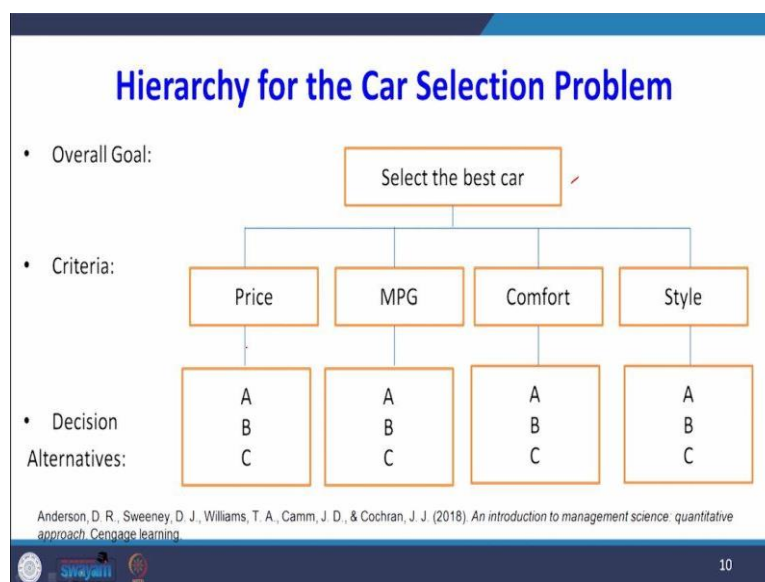 Hierarchy for the Car Selection Problem
• Overall Goal:
Select the best car
• Criteria:
Price
MPG
Comfort
Style
• Decision
Alternatives:
A
B
C
A
B
C
A
B
C
A
B
C
Anderson, D. R., Sweeney, D. J., Williams, T. A., Camm, J. D., & Cochran, J. J. (2018). An introduction to management science: quantitative
approach. Cengage learning.
swayam
10